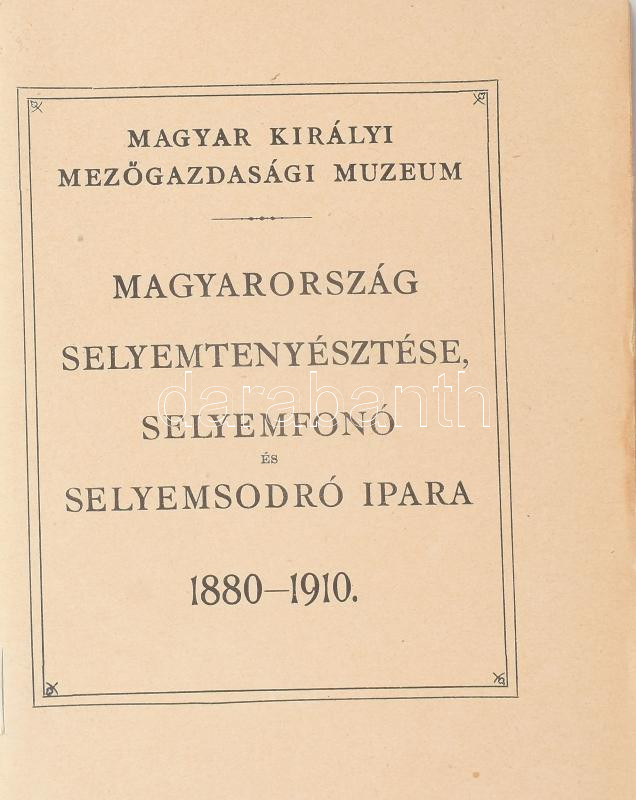 MAGYAR KIRÁLYI
MEZŐGAZDASÁGI MUZEUM
MAGYARORSZÁG
SELYEMTENYÉSZTÉSE,
darabanth
SELYEMFONÓ
ÉS
SELYEMSODRÓ IPARA
1880–1910.